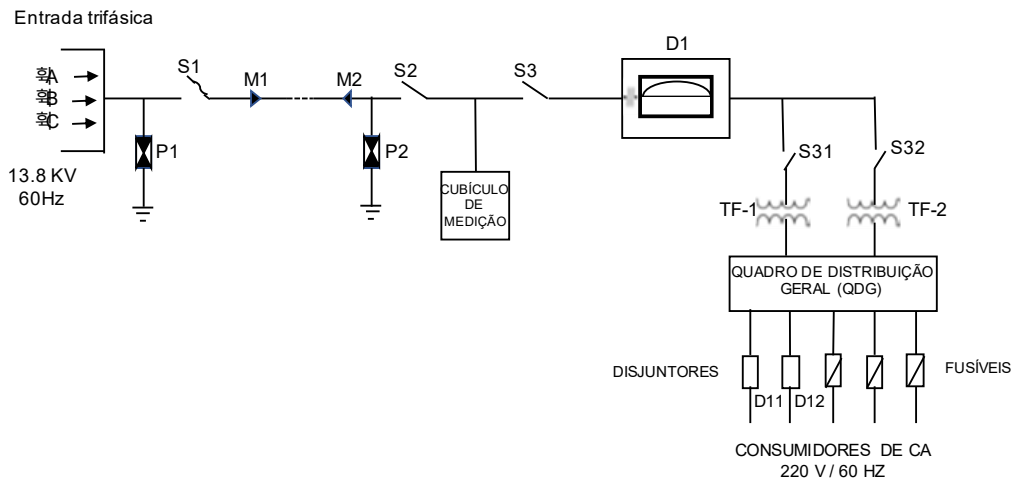 Entrada trifásica
A
B
C
13.8 KV
60Hz
S1
M1
M2
P1
P2
S2
S3
D1
CUBÍCULO
DE
MEDIÇÃO
S31
S32
TF-1
TF-2
QUADRO DE DISTRIBUIÇÃO
GERAL (QDG)
DISJUNTORES
D11
D12
FUSÍVEIS
CONSUMIDORES DE CA
220 V / 60 HZ